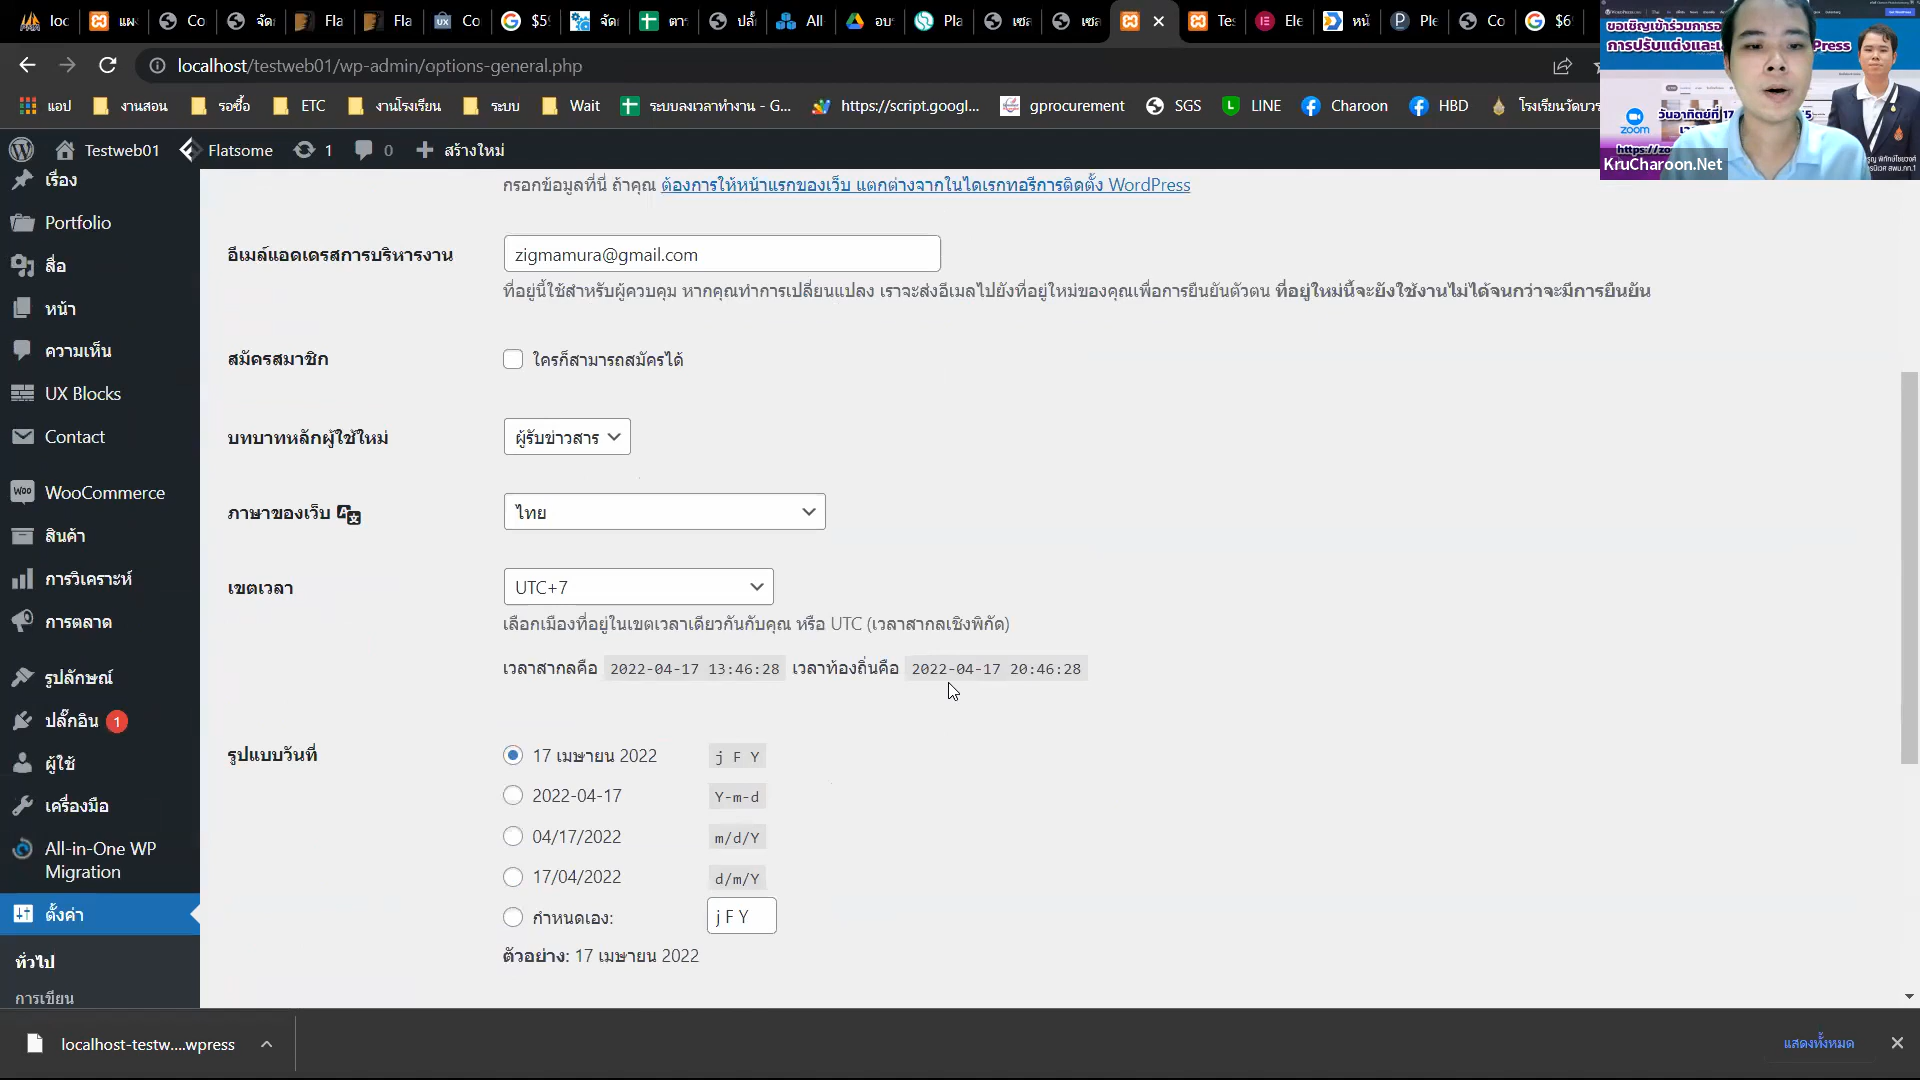 loc
แผ
Co
จัด
Fla
Fla
Co
$5
จัด
ตา
ปลั๊
All
อบ
Pla
เซล
เซล
Tes
Ele
หน้
Ple
Co
$6
localhost/testweb01/wp-admin/options-general.php
แอป
งานสอน
รอซื้อ
ETC
งานโรงเรียน
ระบบ
Wait
ระบบลงเวลาทำงาน - G...
https://script.googl...
gprocurement
SGS
LINE
Charoon
HBD
โรงเรียนวัดบวร
Testweb01
Flatsome
1
0
สร้างใหม่
ขอเชิญเข้าร่วมการอ
การปรับแต่งและเ
Press
zoom
วันอาทิตย์ที่ 17
KruCharoon.Net
เรื่อง
Portfolio
สื่อ
หน้า
ความเห็น
UX Blocks
Contact
WooCommerce
สินค้า
การวิเคราะห์
การตลาด
รูปลักษณ์
ปลั๊กอิน 1
ผู้ใช้
เครื่องมือ
All-in-One WP
Migration
ตั้งค่า
ทั่วไป
การเขียน
กรอกข้อมูลที่นี่ ถ้าคุณ ต้องการให้หน้าแรกของเว็บ แตกต่างจากในไดเรกทอรีการติดตั้ง WordPress
อีเมล์แอดเดรสการบริหารงาน
zigmamura@gmail.com
ที่อยู่นี้ใช้สำหรับผู้ควบคุม หากคุณทำการเปลี่ยนแปลง เราจะส่งอีเมลไปยังที่อยู่ใหม่ของคุณเพื่อการยืนยันตัวตน ที่อยู่ใหม่นี้จะยังใช้งานไม่ได้จนกว่าจะมีการยืนยัน
สมัครสมาชิก
ใครก็สามารถสมัครได้
บทบาทหลักผู้ใช้ใหม่
ผู้รับข่าวสาร
ภาษาของเว็บ
ไทย
เขตเวลา
UTC+7
เลือกเมืองที่อยู่ในเขตเวลาเดียวกันกับคุณ หรือ UTC (เวลาสากลเชิงพิกัด)
เวลาสากลคือ 2022-04-17 13:46:28 เวลาท้องถิ่นคือ 2022-04-17 20:46:28
รูปแบบวันที่
17 เมษายน 2022 j F Y
2022-04-17 Y-m-d
04/17/2022 m/d/Y
17/04/2022 d/m/Y
กำหนดเอง: j F Y
ตัวอย่าง: 17 เมษายน 2022
localhost-testw....wpress
แสดงทั้งหมด